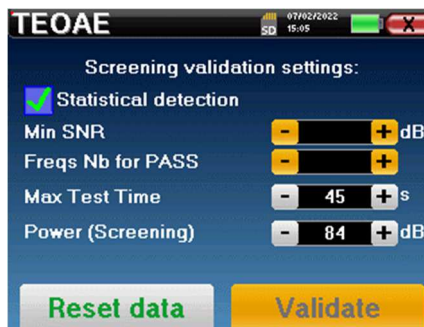 TEOAE
SD 07/02/2022
15:05
X
Screening validation settings:
Statistical detection
Min SNR - + dB
Freqs Nb for PASS - +
Max Test Time - 45 + s
Power (Screening) - 84 + dB
Reset data Validate